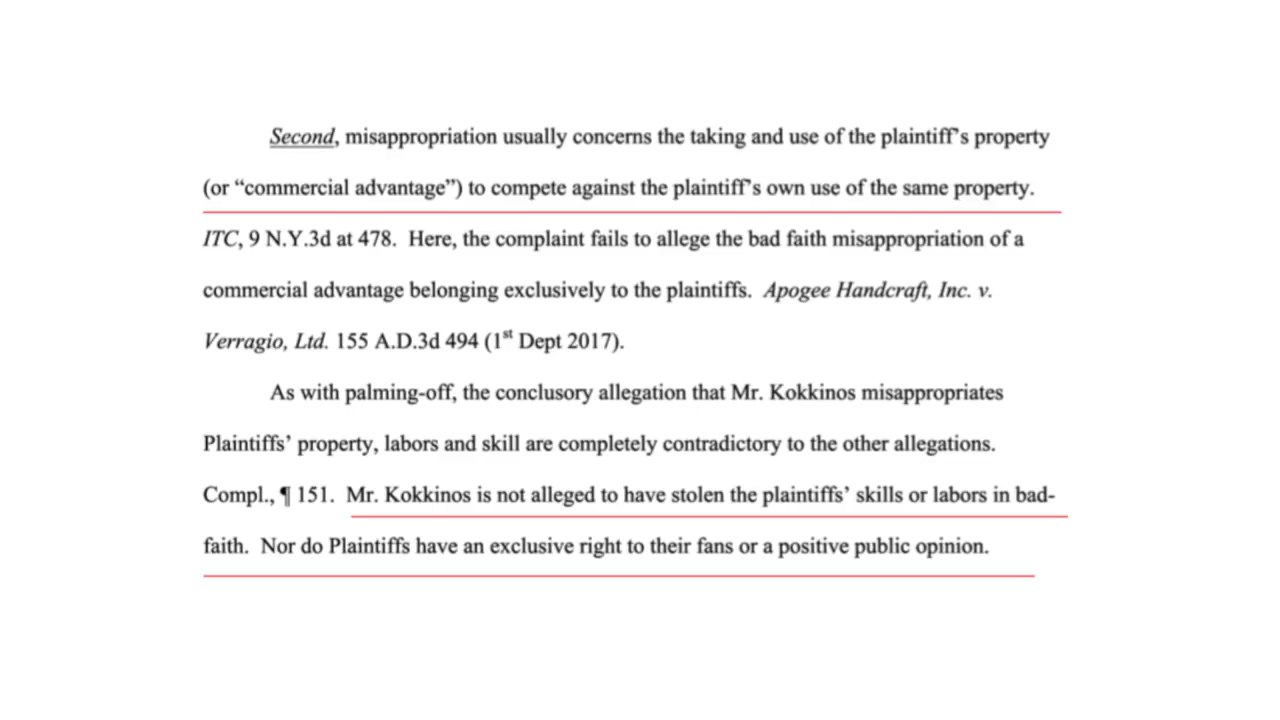 Second, misappropriation usually concerns the taking and use of the plaintiff's property
(or “commercial advantage”) to compete against the plaintiff's own use of the same property.
ITC, 9 N.Y.3d at 478.  Here, the complaint fails to allege the bad faith misappropriation of a
commercial advantage belonging exclusively to the plaintiffs.  Apogee Handcraft, Inc. v.
Verragio, Ltd. 155 A.D.3d 494 (1st Dept 2017).
As with palming-off, the conclusory allegation that Mr. Kokkinos misappropriates
Plaintiffs’ property, labors and skill are completely contradictory to the other allegations.
Compl., ¶ 151.  Mr. Kokkinos is not alleged to have stolen the plaintiffs’ skills or labors in bad-
faith.  Nor do Plaintiffs have an exclusive right to their fans or a positive public opinion.